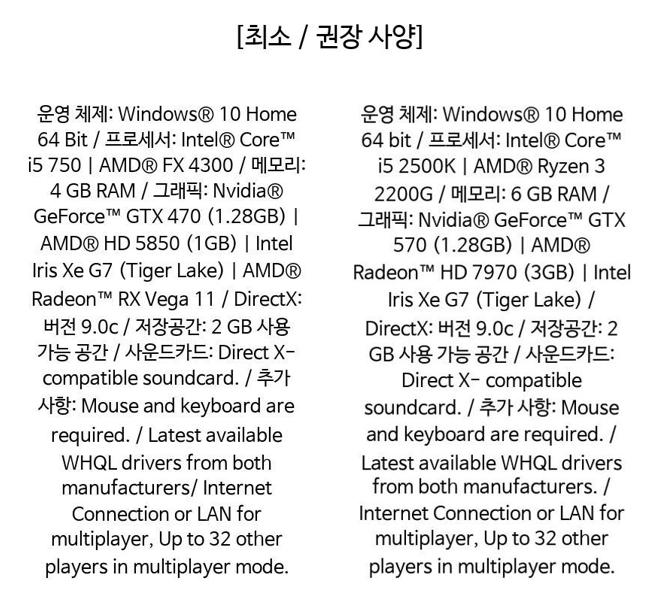 [최소 / 권장 사양]
운영 체제: Windows® 10 Home
64 Bit / 프로세서: Intel® Core™
i5 750 | AMD® FX 4300 / 메모리:
4 GB RAM / 그래픽: Nvidia®
GeForce™ GTX 470 (1.28GB) |
AMD® HD 5850 (1GB) | Intel
Iris Xe G7 (Tiger Lake) | AMD®
Radeon™ RX Vega 11 / DirectX:
버전 9.0c / 저장공간: 2 GB 사용
가능 공간 / 사운드카드: Direct X-
compatible soundcard. / 추가
사항: Mouse and keyboard are
required. / Latest available
WHQL drivers from both
manufacturers/ Internet
Connection or LAN for
multiplayer, Up to 32 other
players in multiplayer mode.
운영 체제: Windows® 10 Home
64 bit / 프로세서: Intel® Core™
i5 2500K | AMD® Ryzen 3
2200G / 메모리: 6 GB RAM /
그래픽: Nvidia® GeForce™ GTX
570 (1.28GB) | AMD®
Radeon™ HD 7970 (3GB) | Intel
Iris Xe G7 (Tiger Lake) /
DirectX: 버전 9.0c / 저장공간: 2
GB 사용 가능 공간 / 사운드카드:
Direct X- compatible
soundcard. / 추가 사항: Mouse
and keyboard are required. /
Latest available WHQL drivers
from both manufacturers. /
Internet Connection or LAN for
multiplayer, Up to 32 other
players in multiplayer mode.